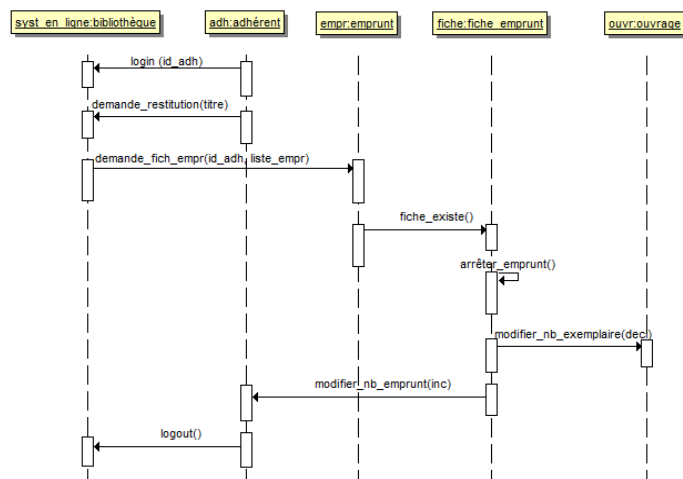 syst_en_ligne:bibliothèque
adh:adhérent
empr:emprunt
fiche:fiche_emprunt
ouvr:ouvrage
login (id_adh)
demande_restitution(titre)
demande_fich_empr(id_adh, liste_empr)
fiche_existe()
arrêter_emprunt()
modifier_nb_exemplaire(decr
modifier_nb_emprunt(inc)
logout()